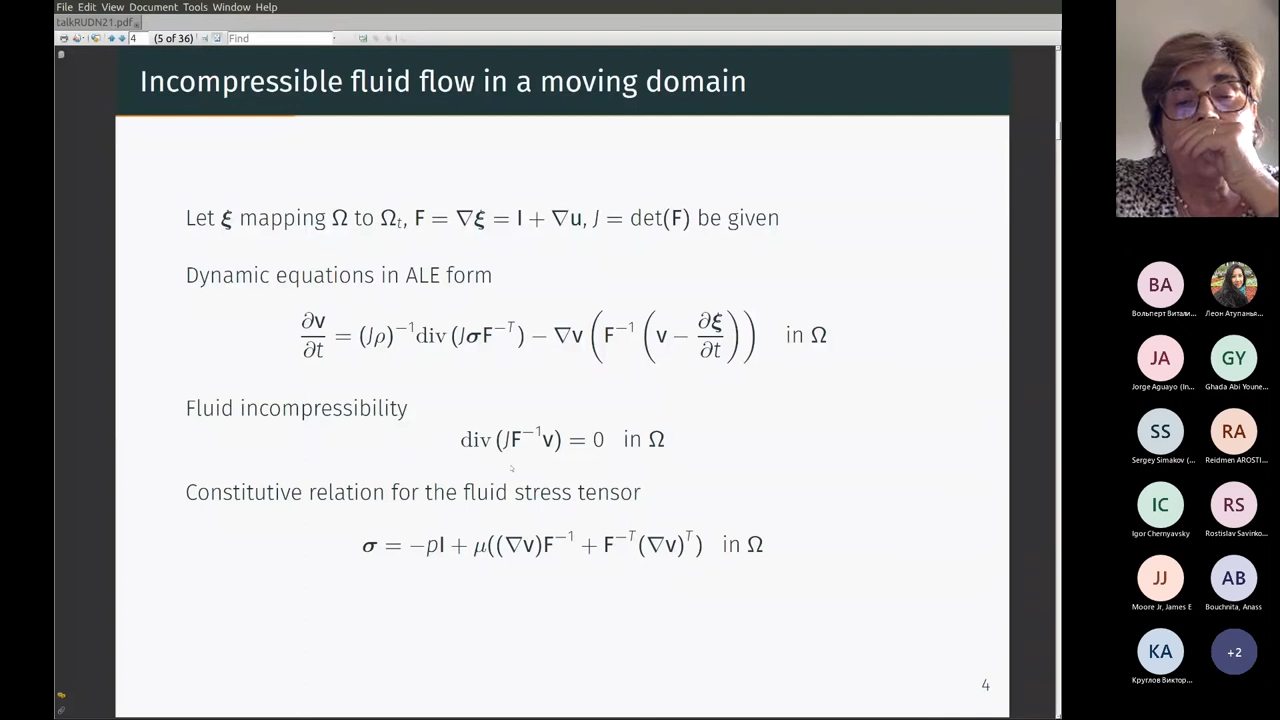 File Edit View Document Tools Window Help
talkRUDN21.pdf
4 (5 of 36) Find
Incompressible fluid flow in a moving domain
Let ξ mapping Ω to Ωₜ, F = ∇ξ = I + ∇u, J = det(F) be given
Dynamic equations in ALE form
∂v/∂t = (Jρ)⁻¹div (JσF⁻ᵀ) − ∇v (F⁻¹ (v − ∂ξ/∂t)) in Ω
Fluid incompressibility
div (JF⁻¹v) = 0 in Ω
Constitutive relation for the fluid stress tensor
σ = −pI + μ((∇v)F⁻¹ + F⁻ᵀ(∇v)ᵀ) in Ω
4
BA
Вольперт Витали...
Леон Атупанья...
JA
Jorge Aguayo (In...
GY
Ghada Abi Youne...
SS
Sergey Simakov (...
RA
Reidmen AROSTI...
IC
Igor Chernyavsky
RS
Rostislav Savinko...
JJ
Moore Jr, James E
AB
Bouchnita, Anass
KA
Круглов Виктор...
+2